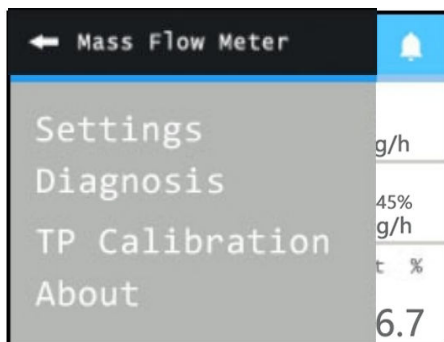 Mass Flow Meter
Settings
Diagnosis
TP Calibration
About
g/h
45%
g/h
t %
6.7